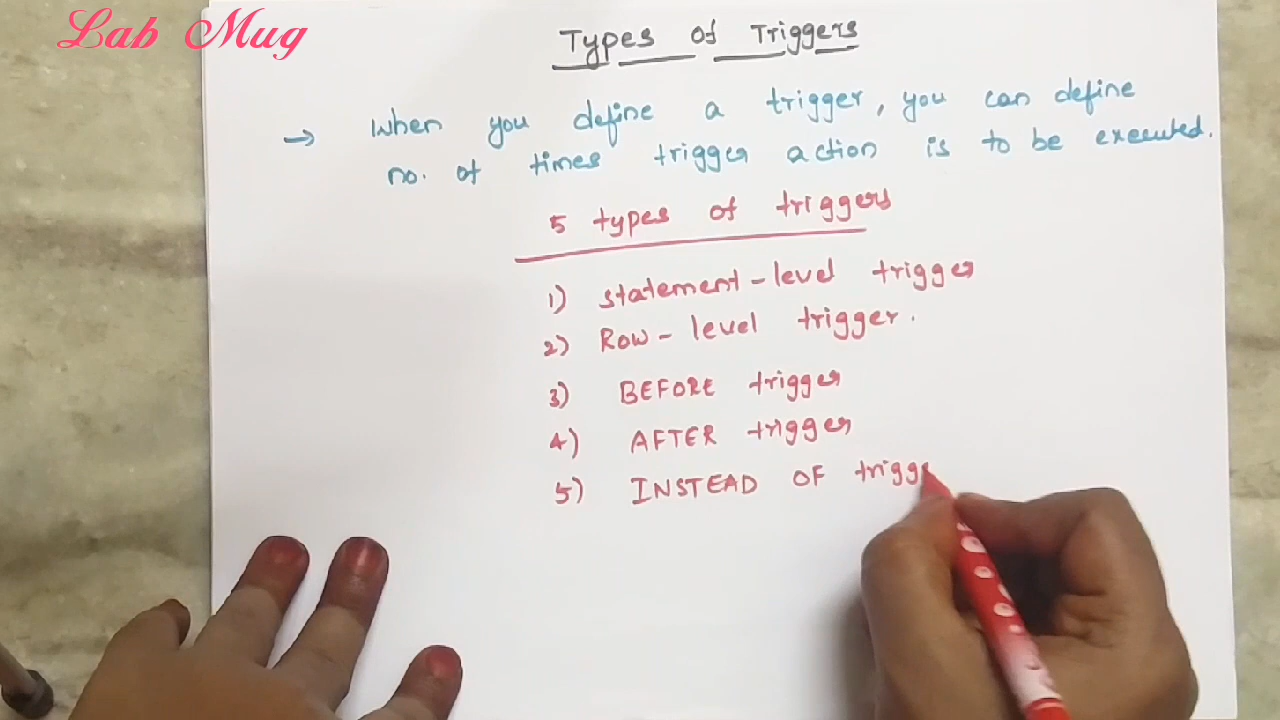 Lab Mug
Types of Triggers
→ When you define a trigger, you can define
no. of times trigger action is to be executed.
5 types of triggers
1) Statement-level trigger
2) Row-level trigger.
3) BEFORE trigger
4) AFTER trigger
5) INSTEAD OF trigge